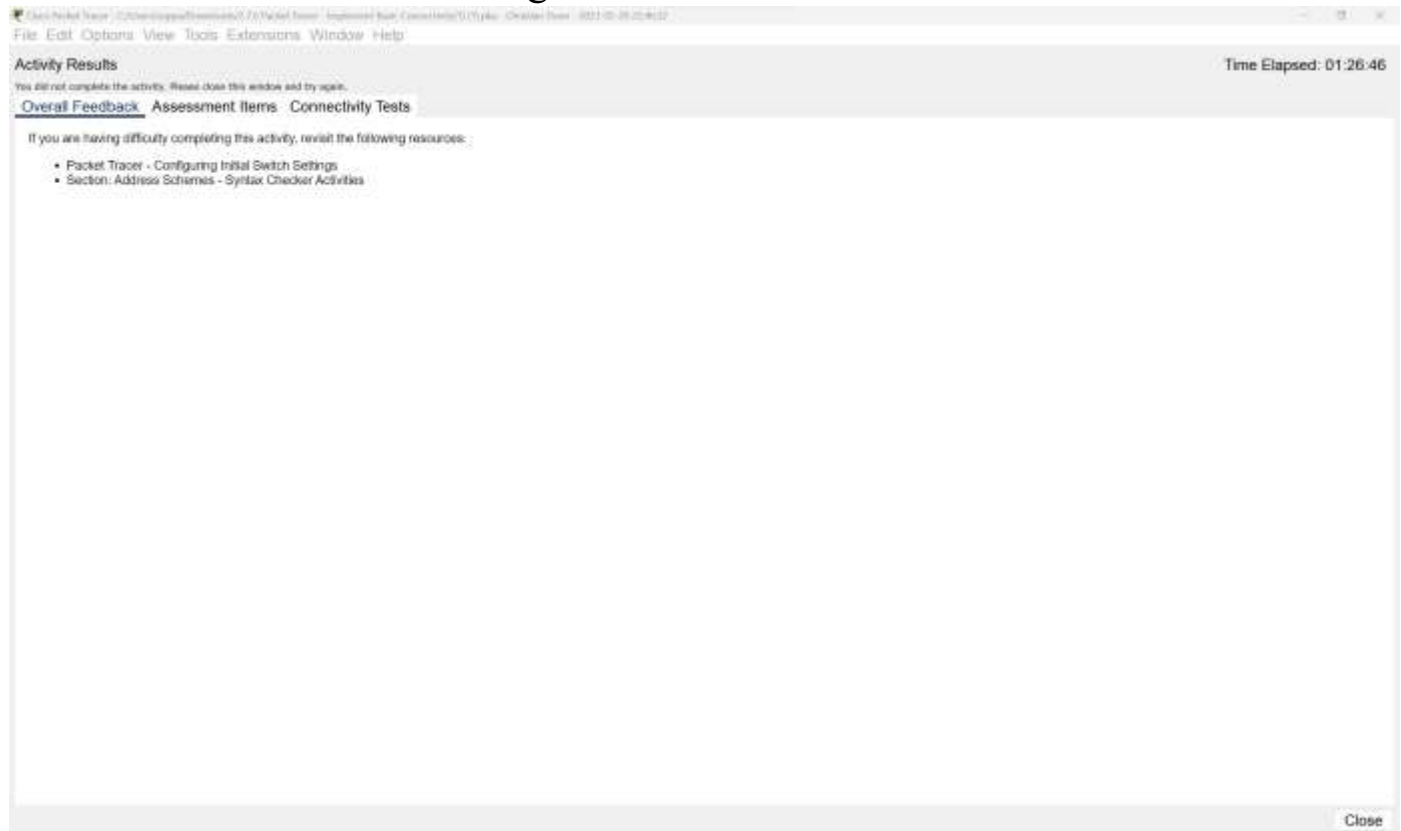 File Edit Options View Tools Extensions Window Help
Activity Results
Time Elapsed: 01:26:46
You did not complete the activity. Please close this window and try again.
Overall Feedback Assessment Items Connectivity Tests
If you are having difficulty completing this activity, revisit the following resources:
• Packet Tracer - Configuring Initial Switch Settings
• Section: Address Schemes - Syntax Checker Activities
Close